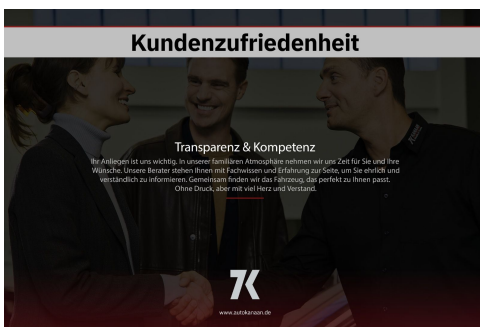 Kundenzufriedenheit
Transparenz & Kompetenz
Ihr Anliegen ist uns wichtig. In unserer familiären Atmosphäre nehmen wir uns Zeit für Sie und Ihre
Wünsche. Unsere Berater stehen Ihnen mit Fachwissen und Erfahrung zur Seite, um Sie ehrlich und
verständlich zu informieren. Gemeinsam finden wir das Fahrzeug, das perfekt zu Ihnen passt.
Ohne Druck, aber mit viel Herz und Verstand.
7K
www.autokanaan.de